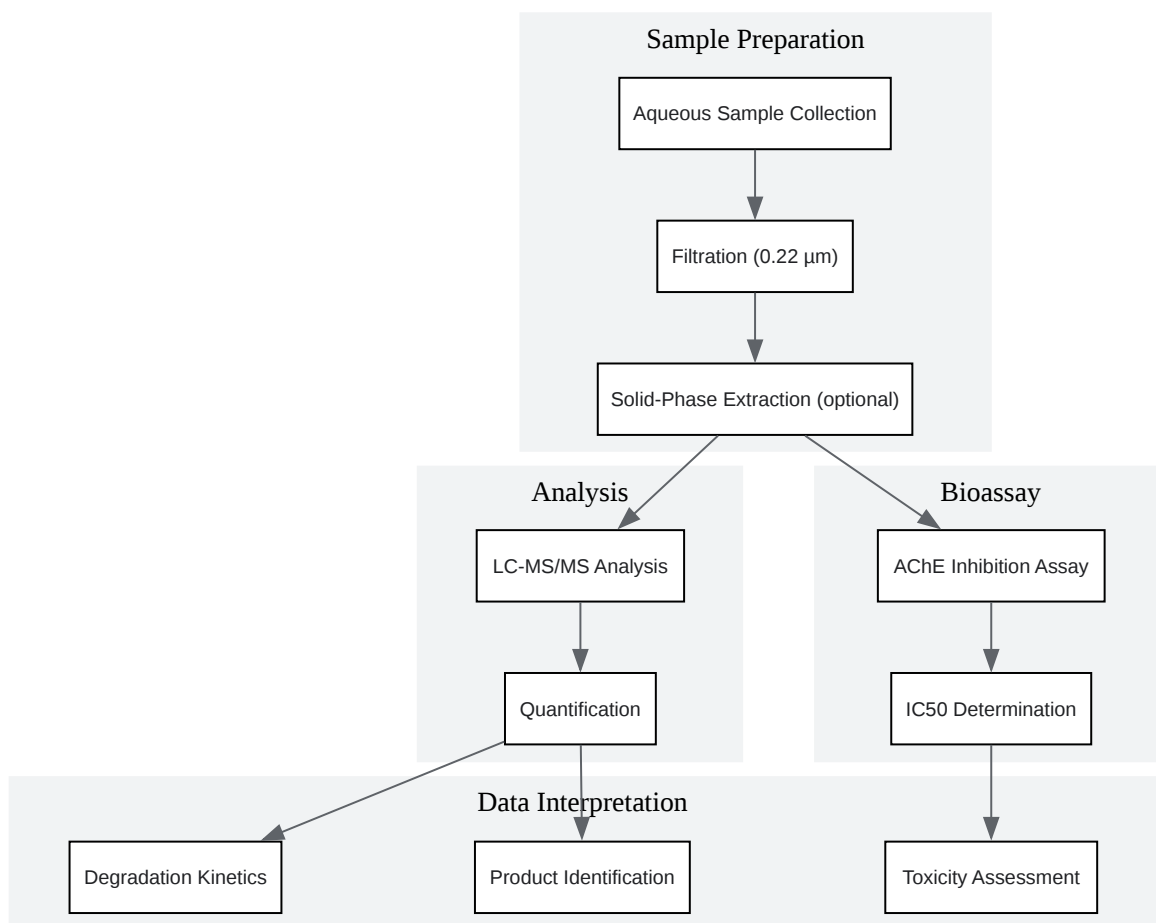 Sample Preparation
Aqueous Sample Collection
Filtration (0.22 µm)
Solid-Phase Extraction (optional)
Analysis
Bioassay
LC-MS/MS Analysis
AChE Inhibition Assay
Quantification
IC50 Determination
Data Interpretation
Degradation Kinetics
Product Identification
Toxicity Assessment